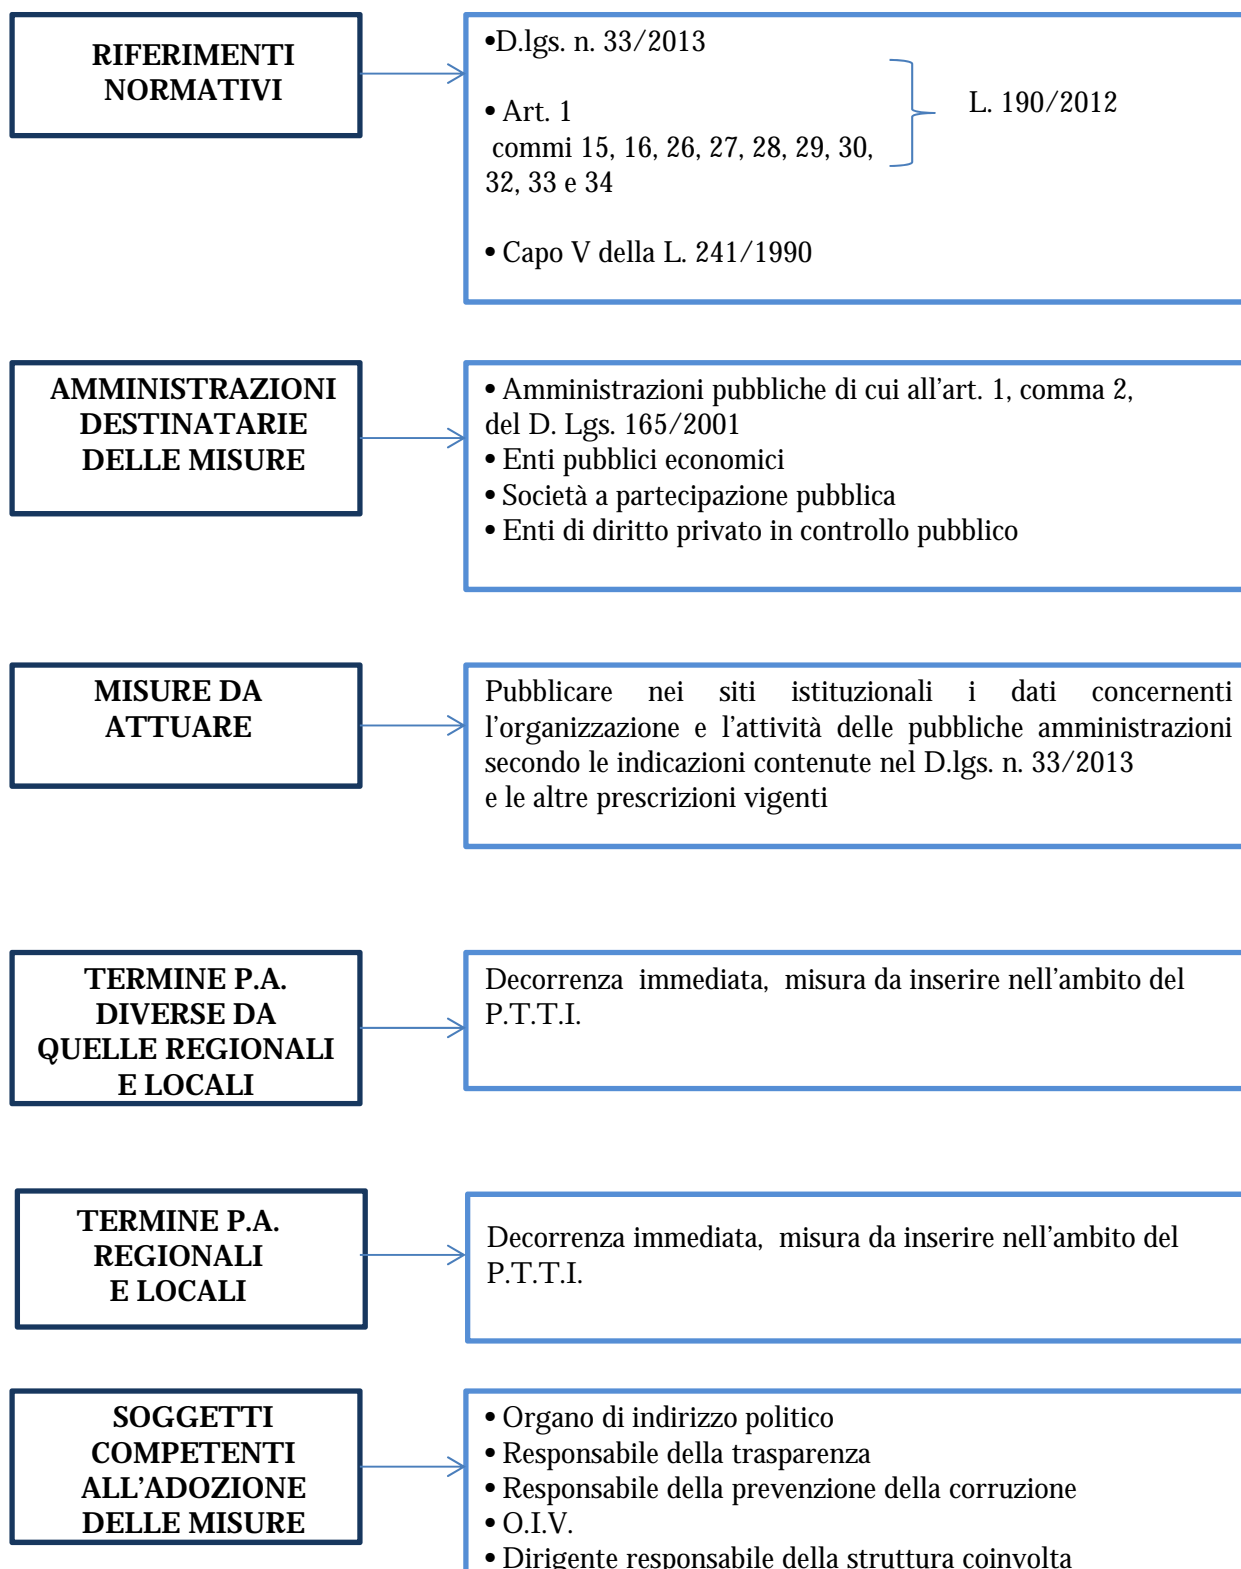 RIFERIMENTI
NORMATIVI
•D.lgs. n. 33/2013
• Art. 1
commi 15, 16, 26, 27, 28, 29, 30,
32, 33 e 34
L. 190/2012
• Capo V della L. 241/1990
AMMINISTRAZIONI
DESTINATARIE
DELLE MISURE
• Amministrazioni pubbliche di cui all'art. 1, comma 2,
del D. Lgs. 165/2001
• Enti pubblici economici
• Società a partecipazione pubblica
• Enti di diritto privato in controllo pubblico
MISURE DA
ATTUARE
Pubblicare nei siti istituzionali i dati concernenti
l'organizzazione e l'attività delle pubbliche amministrazioni
secondo le indicazioni contenute nel D.lgs. n. 33/2013
e le altre prescrizioni vigenti
TERMINE P.A.
DIVERSE DA
QUELLE REGIONALI
E LOCALI
Decorrenza immediata, misura da inserire nell'ambito del
P.T.T.I.
TERMINE P.A.
REGIONALI
E LOCALI
Decorrenza immediata, misura da inserire nell'ambito del
P.T.T.I.
SOGGETTI
COMPETENTI
ALL'ADOZIONE
DELLE MISURE
• Organo di indirizzo politico
• Responsabile della trasparenza
• Responsabile della prevenzione della corruzione
• O.I.V.
• Dirigente responsabile della struttura coinvolta